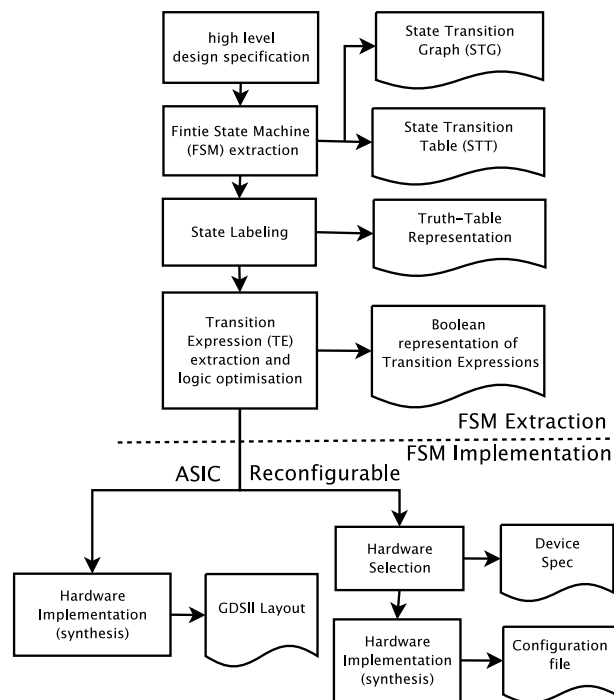 high level
design specification
State Transition
Graph (STG)
Fintie State Machine
(FSM) extraction
State Transition
Table (STT)
State Labeling
Truth-Table
Representation
Transition
Expression (TE)
extraction and
logic optimisation
Boolean
representation of
Transition Expressions
FSM Extraction
FSM Implementation
ASIC
Reconfigurable
Hardware
Selection
Device
Spec
Hardware
Implementation
(synthesis)
GDSII Layout
Hardware
Implementation
(synthesis)
Configuration
file